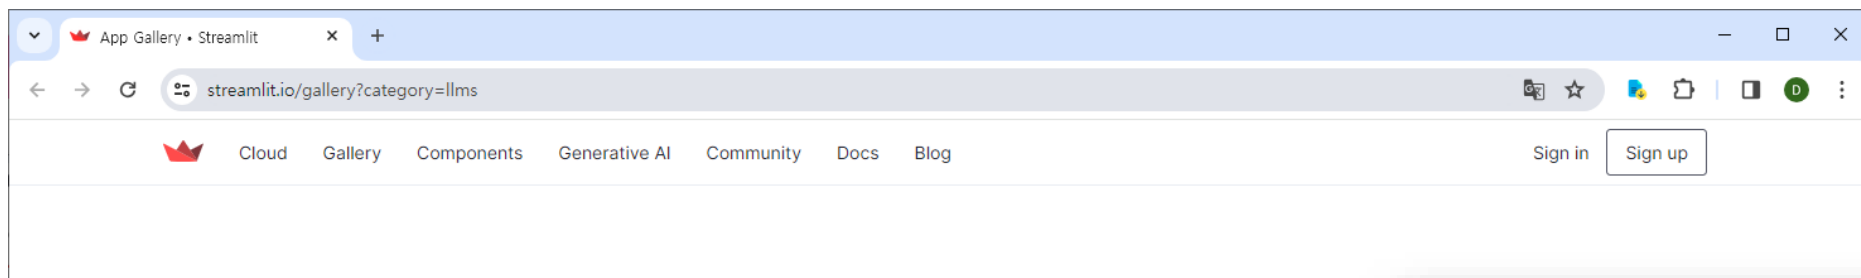 App Gallery • Streamlit
streamlit.io/gallery?category=llms
D
Cloud Gallery Components Generative AI Community Docs Blog Sign in Sign up